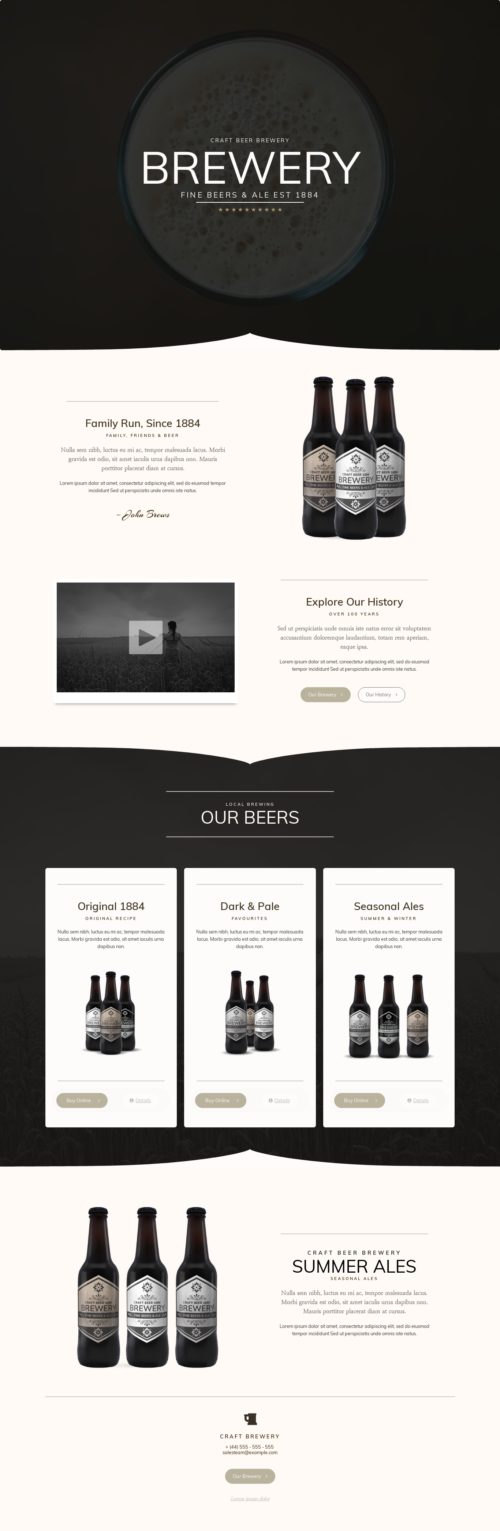 CRAFT BEER BREWERY
BREWERY
FINE BEERS & ALE EST 1884
Family Run, Since 1884
FAMILY, FRIENDS & BEER
Nulla sem nibh, luctus eu mi ac, tempor malesuada lacus. Morbi
gravida est odio, sit amet iaculis urna dapibus non. Mauris
porttitor placerat diam at cursus.
Lorem ipsum dolor sit amet, consectetur adipiscing elit, sed do eiusmod tempor
incididunt Sed ut perspiciatis unde omnis iste natus.
- John Brews
CRAFT BEER 1884
BREWERY
Explore Our History
OVER 100 YEARS
Sed ut perspiciatis unde omnis iste natus error sit voluptatem
accusantium doloremque laudantium, totam rem aperiam,
eaque ipsa.
Lorem ipsum dolor sit amet, consectetur adipiscing elit, sed do eiusmod tempor
incididunt Sed ut perspiciatis unde omnis iste natus.
Our Brewery
Our History
LOCAL BREWING
OUR BEERS
Original 1884
ORIGINAL RECIPE
Nulla sem nibh, luctus eu mi ac, tempor malesuada
lacus. Morbi gravida est odio, sit amet iaculis urna
dapibus non.
Buy Online
Details
Dark & Pale
FAVOURITES
Nulla sem nibh, luctus eu mi ac, tempor malesuada
lacus. Morbi gravida est odio, sit amet iaculis urna
dapibus non.
Buy Online
Details
Seasonal Ales
SUMMER & WINTER
Nulla sem nibh, luctus eu mi ac, tempor malesuada
lacus. Morbi gravida est odio, sit amet iaculis urna
dapibus non.
Buy Online
Details
BREWERY
BREWERY
BREWERY
CRAFT BEER BREWERY
SUMMER ALES
SEASONAL ALES
Nulla sem nibh, luctus eu mi ac, tempor malesuada lacus.
Morbi gravida est odio, sit amet iaculis urna dapibus non.
Mauris porttitor placerat diam at cursus.
Lorem ipsum dolor sit amet, consectetur adipiscing elit, sed do eiusmod
tempor incididunt Sed ut perspiciatis unde omnis iste natus.
CRAFT BREWERY
+ (44) 555 - 555 - 555
salesteam@example.com
Our Brewery
Lorem ipsum dolor